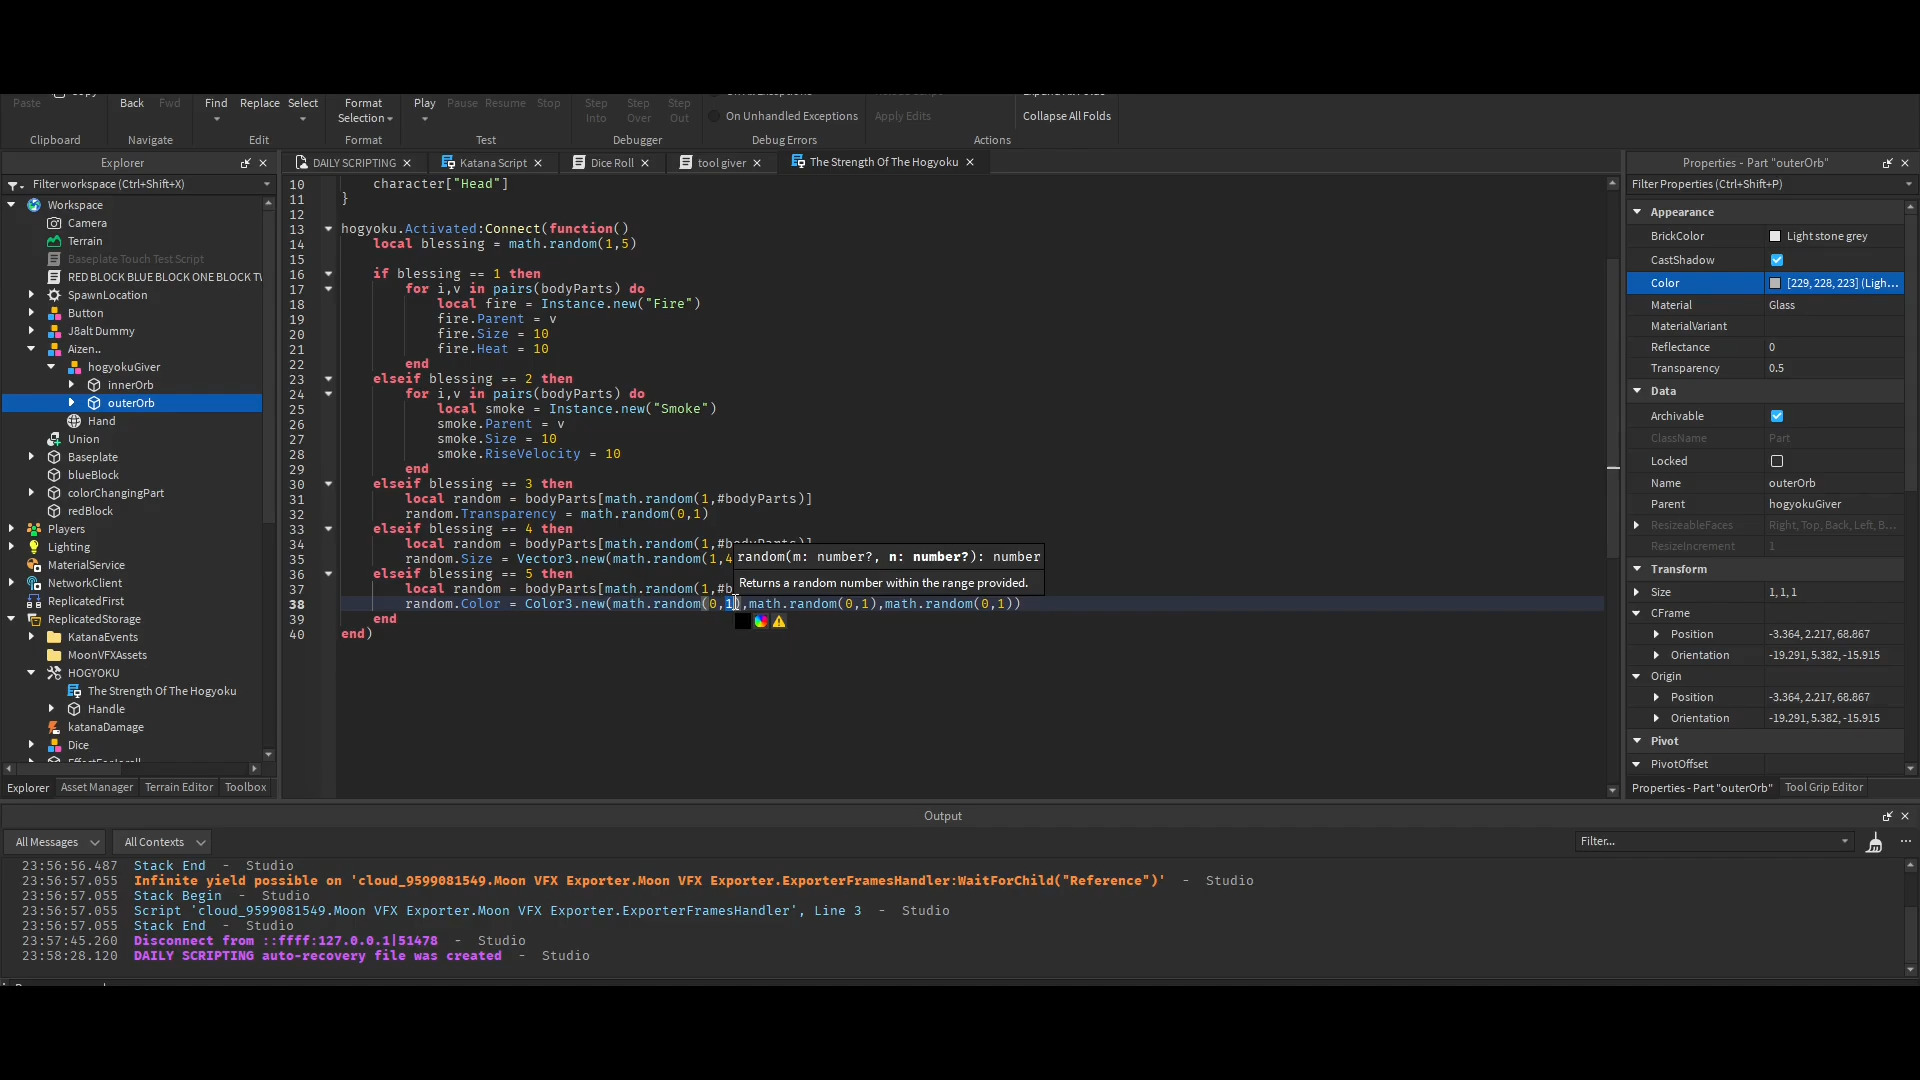 Paste
Back
Fwd
Find
Replace
Select
Format
Selection
Play
Pause
Resume
Stop
Step
Into
Step
Over
Step
Out
On Unhandled Exceptions
Apply Edits
Collapse All Folds
Clipboard
Navigate
Edit
Format
Test
Debugger
Debug Errors
Actions
Explorer
Filter workspace (Ctrl+Shift+X)
Workspace
Camera
Terrain
Baseplate Touch Test Script
RED BLOCK BLUE BLOCK ONE BLOCK
SpawnLocation
Button
J8alt Dummy
Aizen..
hogyokuGiver
innerOrb
outerOrb
Hand
Union
Baseplate
blueBlock
colorChangingPart
redBlock
Players
Lighting
MaterialService
NetworkClient
ReplicatedFirst
ReplicatedStorage
KatanaEvents
MoonVFXAssets
HOGYOKU
The Strength Of The Hogyoku
Handle
katanaDamage
Dice
Explorer
Asset Manager
Terrain Editor
Toolbox
DAILY SCRIPTING
Katana Script
Dice Roll
tool giver
The Strength Of The Hogyoku
10 character["Head"]
11 }
12
13 hogyoku.Activated:Connect(function()
14 local blessing = math.random(1,5)
15
16 if blessing == 1 then
17 for i,v in pairs(bodyParts) do
18 local fire = Instance.new("Fire")
19 fire.Parent = v
20 fire.Size = 10
21 fire.Heat = 10
22 end
23 elseif blessing == 2 then
24 for i,v in pairs(bodyParts) do
25 local smoke = Instance.new("Smoke")
26 smoke.Parent = v
27 smoke.Size = 10
28 smoke.RiseVelocity = 10
29 end
30 elseif blessing == 3 then
31 local random = bodyParts[math.random(1,#bodyParts)]
32 random.Transparency = math.random(0,1)
33 elseif blessing == 4 then
34 local random = bodyParts[math.random(1,#bodyParts)]
35 random.Size = Vector3.new(math.random(1,4
random(m: number?, n: number?): number
36 elseif blessing == 5 then
Returns a random number within the range provided.
37 local random = bodyParts[math.random(1,#b
38 random.Color = Color3.new(math.random(0,1),math.random(0,1),math.random(0,1))
39 end
40 end)
Properties - Part "outerOrb"
Filter Properties (Ctrl+Shift+P)
Appearance
BrickColor Light stone grey
CastShadow
Color [229, 228, 223] (Ligh...
Material Glass
MaterialVariant
Reflectance 0
Transparency 0.5
Data
Archivable
ClassName Part
Locked
Name outerOrb
Parent hogyokuGiver
ResizeableFaces Right, Top, Back, Left, B...
ResizeIncrement 1
Transform
Size 1, 1, 1
CFrame
Position -3.364, 2.217, 68.867
Orientation -19.291, 5.382, -15.915
Origin
Position -3.364, 2.217, 68.867
Orientation -19.291, 5.382, -15.915
Pivot
PivotOffset
Properties - Part "outerOrb"
Tool Grip Editor
Output
All Messages
All Contexts
Filter...
23:56:56.487 Stack End - Studio
23:56:57.055 Infinite yield possible on 'cloud_9599081549.Moon VFX Exporter.Moon VFX Exporter.ExporterFramesHandler:WaitForChild("Reference")' - Studio
23:56:57.055 Stack Begin - Studio
23:56:57.055 Script 'cloud_9599081549.Moon VFX Exporter.Moon VFX Exporter.ExporterFramesHandler', Line 3 - Studio
23:56:57.055 Stack End - Studio
23:57:45.260 Disconnect from ::ffff:127.0.0.1|51478 - Studio
23:58:28.120 DAILY SCRIPTING auto-recovery file was created - Studio